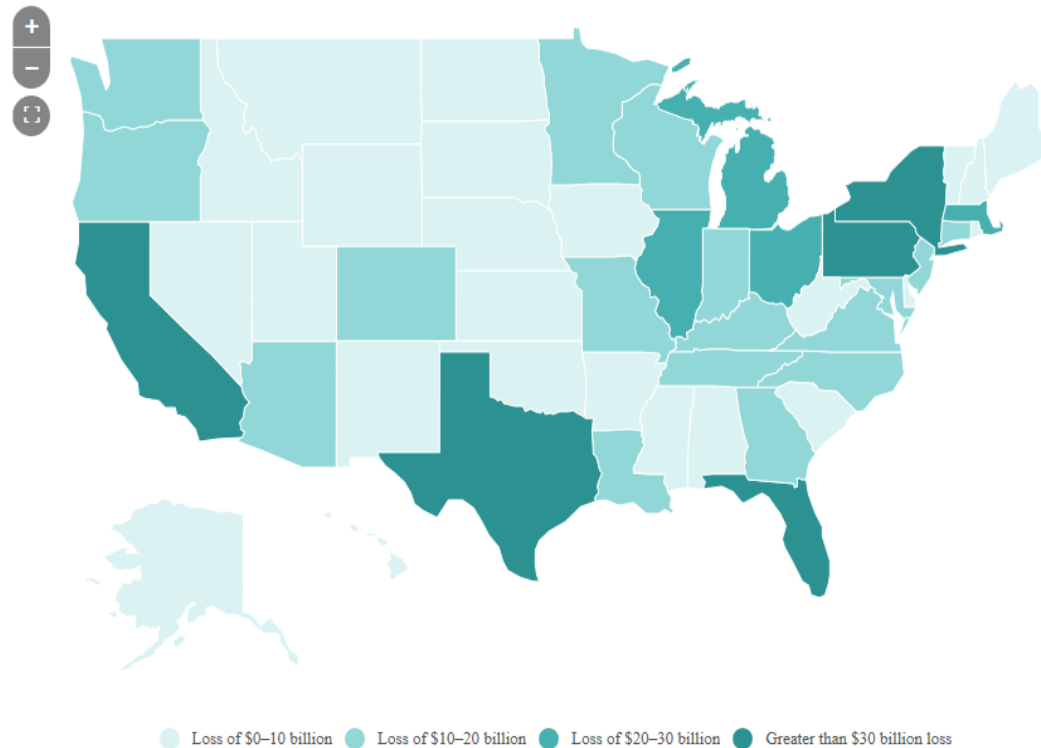 +
−
Loss of $0–10 billion Loss of $10–20 billion Loss of $20–30 billion Greater than $30 billion loss